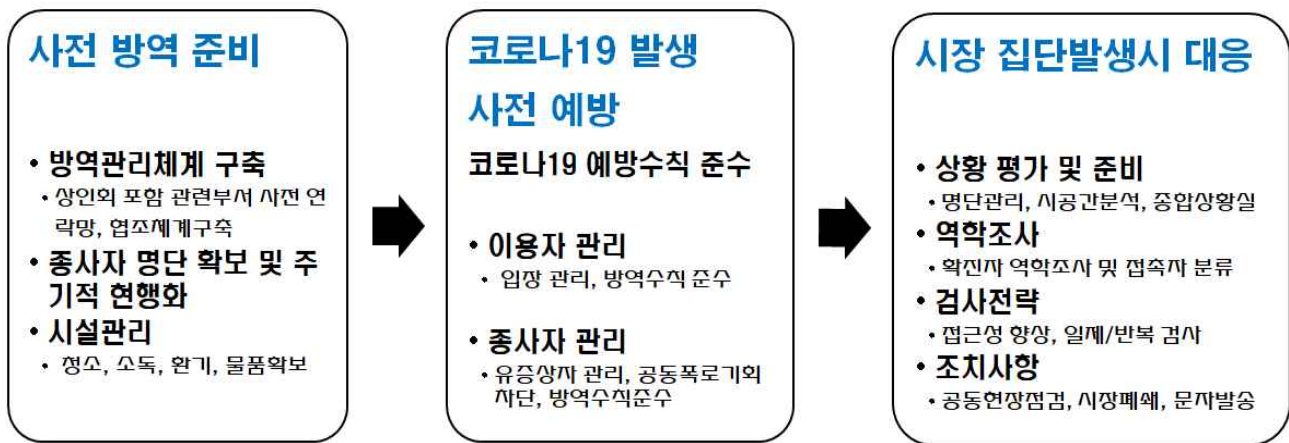 사전 방역 준비
• 방역관리체계 구축
• 상인회 포함 관련부서 사전 연
락망, 협조체계구축
• 종사자 명단 확보 및 주
기적 현행화
• 시설관리
• 청소, 소독, 환기, 물품확보
코로나19 발생
사전 예방
코로나19 예방수칙 준수
• 이용자 관리
• 입장 관리, 방역수칙 준수
• 종사자 관리
• 유증상자 관리, 공동폭로기회
차단, 방역수칙준수
시장 집단발생시 대응
• 상황 평가 및 준비
• 명단관리, 시공간분석, 종합상황실
• 역학조사
• 확진자 역학조사 및 접촉자 분류
• 검사전략
• 접근성 향상, 일제/반복 검사
• 조치사항
• 공동현장점검, 시장폐쇄, 문자발송